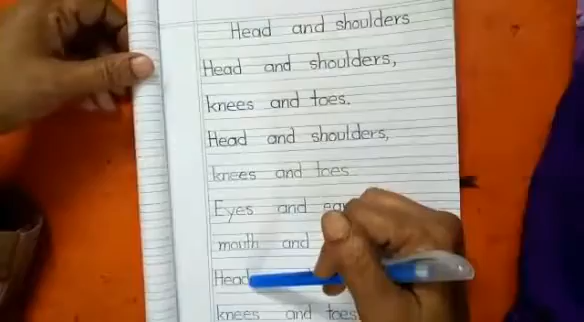 Head and shoulders
Head and shoulders,
knees and toes.
Head and shoulders,
knees and toes
Eyes and
mouth and
Head
knees and toes